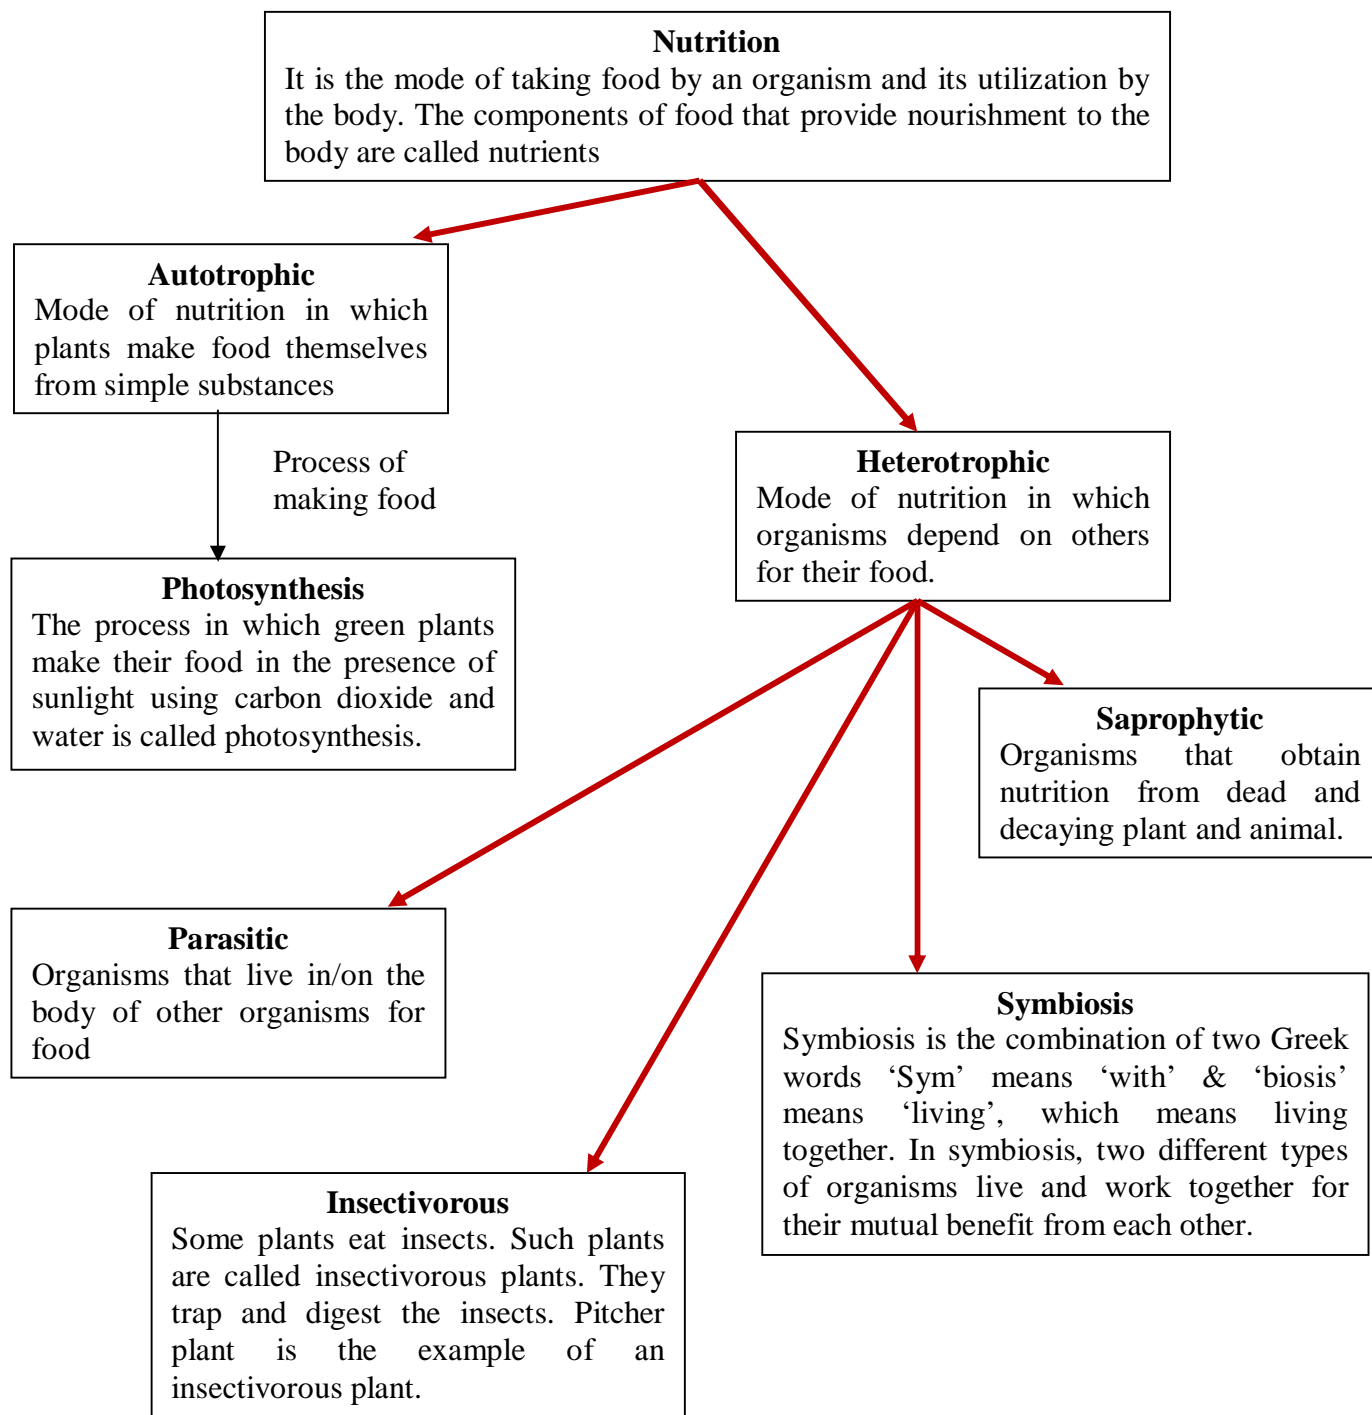 Nutrition
It is the mode of taking food by an organism and its utilization by
the body. The components of food that provide nourishment to the
body are called nutrients
Autotrophic
Mode of nutrition in which
plants make food themselves
from simple substances
Process of
making food
Photosynthesis
The process in which green plants
make their food in the presence of
sunlight using carbon dioxide and
water is called photosynthesis.
Heterotrophic
Mode of nutrition in which
organisms depend on others
for their food.
Saprophytic
Organisms that obtain
nutrition from dead and
decaying plant and animal.
Parasitic
Organisms that live in/on the
body of other organisms for
food
Symbiosis
Symbiosis is the combination of two Greek
words ‘Sym’ means ‘with’ & ‘biosis’
means ‘living’, which means living
together. In symbiosis, two different types
of organisms live and work together for
their mutual benefit from each other.
Insectivorous
Some plants eat insects. Such plants
are called insectivorous plants. They
trap and digest the insects. Pitcher
plant is the example of an
insectivorous plant.